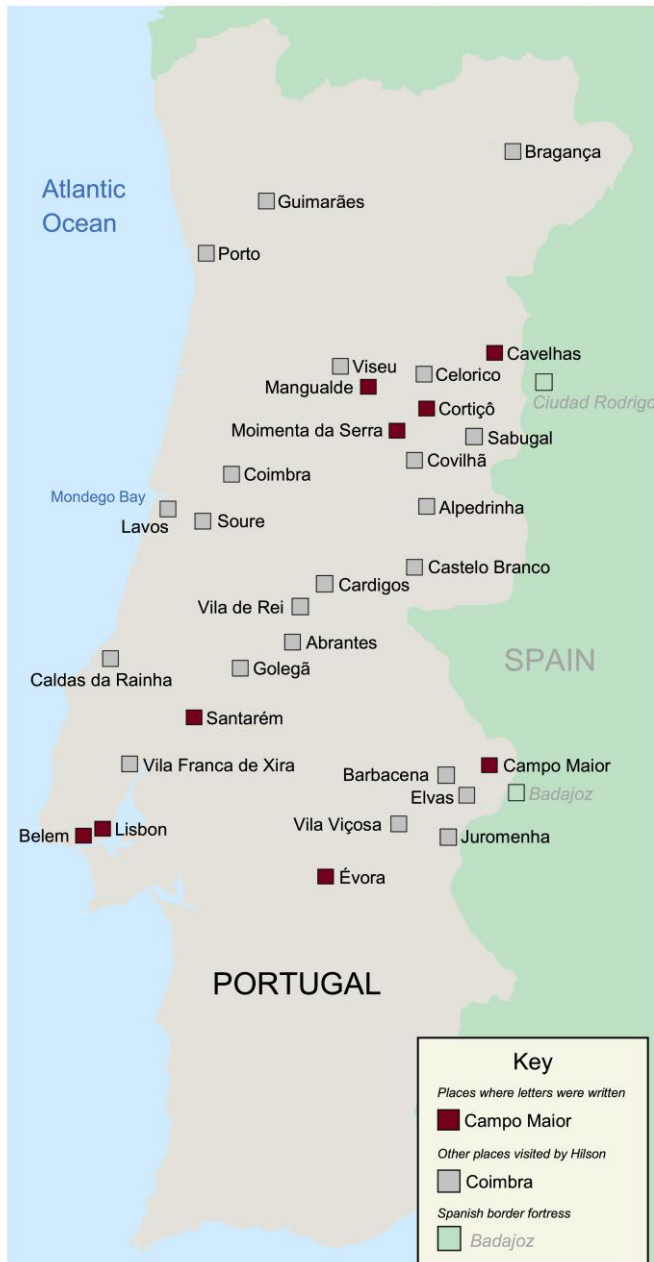 Bragança
Atlantic
Ocean
Guimarães
Porto
Cavelhas
Viseu
Celorico
Mangualde
Ciudad Rodrigo
Cortiçô
Moimenta da Serra
Sabugal
Covilhã
Coimbra
Mondego Bay
Alpedrinha
Lavos
Soure
Castelo Branco
Cardigos
Vila de Rei
Abrantes
SPAIN
Golegã
Caldas da Rainha
Santarém
Vila Franca de Xira
Campo Maior
Barbacena
Elvas
Badajoz
Lisbon
Belem
Vila Viçosa
Juromenha
Évora
PORTUGAL
Key
Places where letters were written
Campo Maior
Other places visited by Hilson
Coimbra
Spanish border fortress
Badajoz